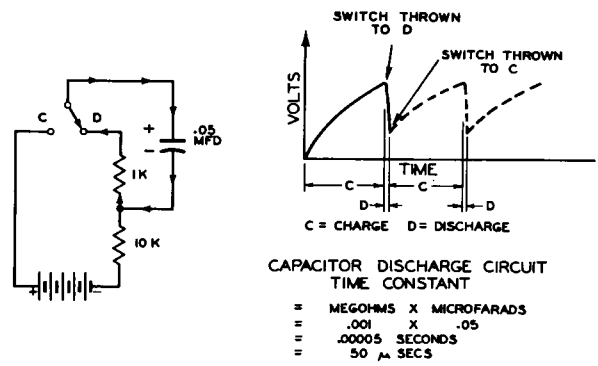 C
D
+
−
.05
MFD
1K
10 K
+
−
SWITCH THROWN
TO D
SWITCH THROWN
TO C
VOLTS
TIME
C
C
D
D
C = CHARGE D = DISCHARGE
CAPACITOR DISCHARGE CIRCUIT
TIME CONSTANT
= MEGOHMS X MICROFARADS
= .001 X .05
= .00005 SECONDS
= 50 μ SECS